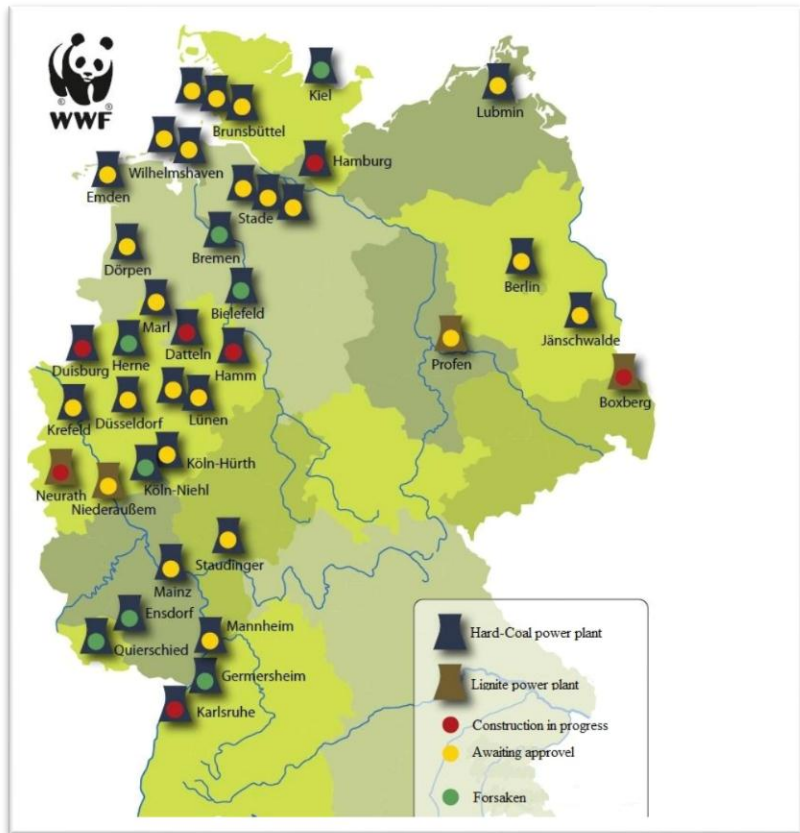 WWF
Kiel
Lubmin
Brunsbüttel
Hamburg
Wilhelmshaven
Emden
Stade
Bremen
Dörpen
Berlin
Bielefeld
Marl
Jänschwalde
Datteln
Herne
Duisburg
Hamm
Profen
Boxberg
Krefeld
Düsseldorf
Lünen
Köln-Hürth
Köln-Niehl
Neurath
Niederaußem
Staudinger
Mainz
Ensdorf
Mannheim
Quierschied
Germersheim
Karlsruhe
Hard-Coal power plant
Lignite power plant
Construction in progress
Awaiting approvel
Forsaken